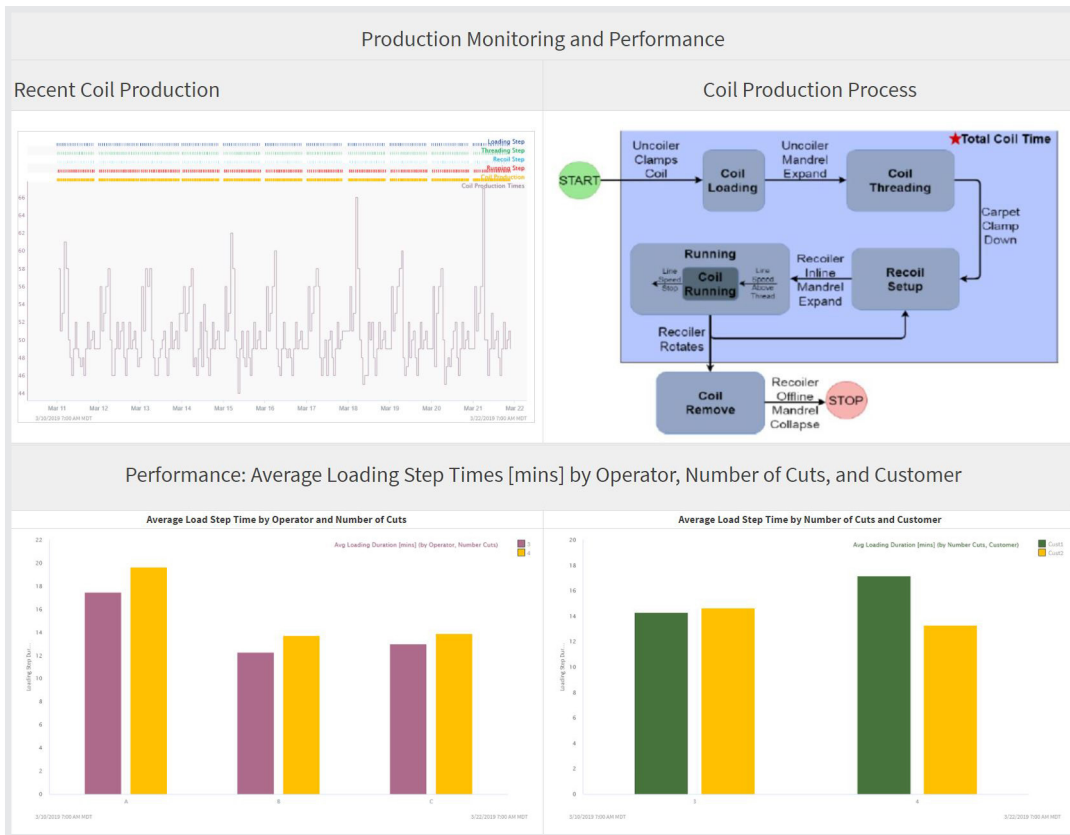 Production Monitoring and Performance
Recent Coil Production
Loading Step
Threading Step
Recoil Step
Running Step
Coil Production
Coil Production Times
66
64
62
60
58
56
54
52
50
48
46
44
Mar 11 Mar 12 Mar 13 Mar 14 Mar 15 Mar 16 Mar 17 Mar 18 Mar 19 Mar 20 Mar 21 Mar 22
3/10/2019 7:00 AM MDT 3/22/2019 7:00 AM MDT
Coil Production Process
Total Coil Time
START
Uncoiler
Clamps
Coil
Coil
Loading
Uncoiler
Mandrel
Expand
Coil
Threading
Carpet
Clamp
Down
Recoil
Setup
Recoiler
Inline
Mandrel
Expand
Running
Line
Speed
Above
Thread
Coil
Running
Line
Speed
Stop
Recoiler
Rotates
Coil
Remove
Recoiler
Offline
Mandrel
Collapse
STOP
Performance: Average Loading Step Times [mins] by Operator, Number of Cuts, and Customer
Average Load Step Time by Operator and Number of Cuts
Avg Loading Duration [mins] (by Operator, Number Cuts)
3
4
22
20
18
16
14
12
10
8
6
4
2
0
Loading Step Dur...
A B C
3/10/2019 7:00 AM MDT 3/22/2019 7:00 AM MDT
Average Load Step Time by Number of Cuts and Customer
Avg Loading Duration [mins] (by Number Cuts, Customer)
Cust1
Cust2
20
18
16
14
12
10
8
6
4
2
0
Loading Step Dur...
3 4
3/10/2019 7:00 AM MDT 3/22/2019 7:00 AM MDT